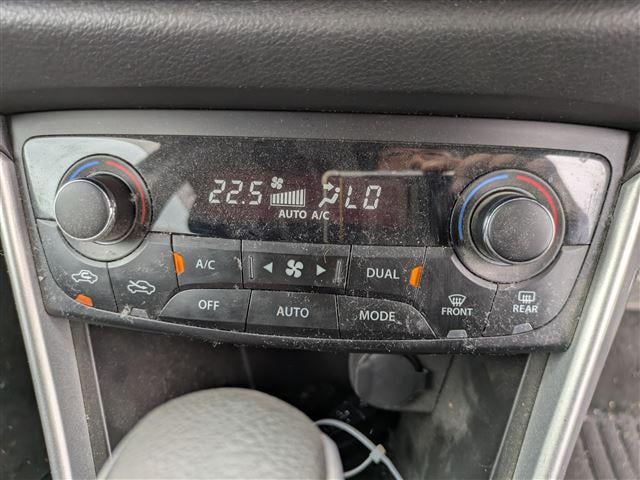 22.5 LO
AUTO A/C
A/C
DUAL
OFF
AUTO
MODE
FRONT
REAR